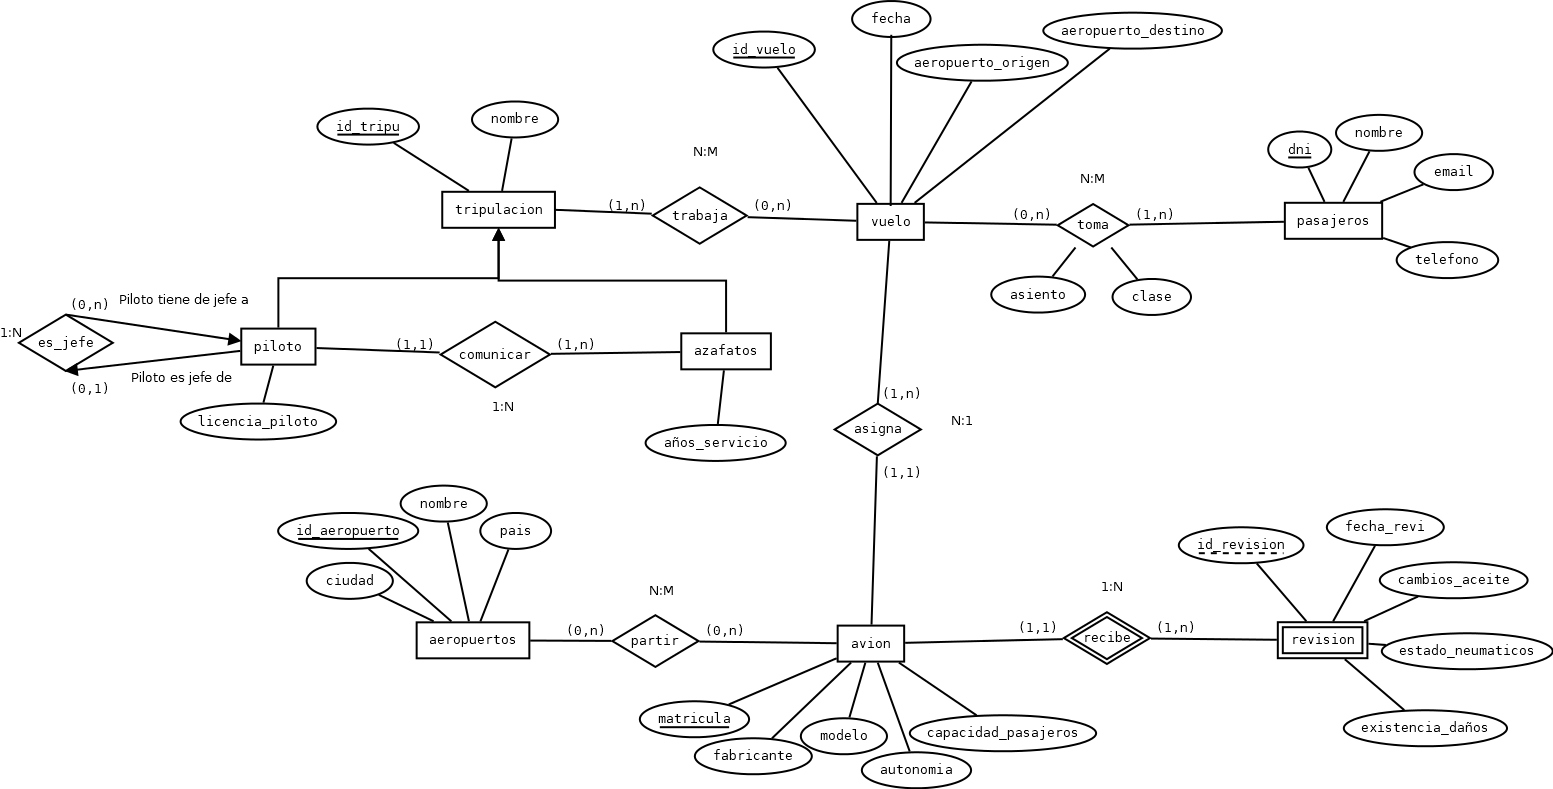 fecha
aeropuerto_destino
id_vuelo
aeropuerto_origen
id_tripu
nombre
N:M
dni
nombre
email
telefono
N:M
tripulacion
(1,n)
trabaja
(0,n)
vuelo
(0,n)
toma
(1,n)
pasajeros
asiento
clase
1:N
(0,n)
Piloto tiene de jefe a
es_jefe
piloto
(1,1)
comunicar
(1,n)
azafatos
(0,1)
Piloto es jefe de
licencia_piloto
1:N
años_servicio
(1,n)
asigna
N:1
(1,1)
id_aeropuerto
nombre
pais
ciudad
aeropuertos
(0,n)
N:M
partir
(0,n)
avion
(1,1)
1:N
recibe
(1,n)
revision
id_revision
fecha_revi
cambios_aceite
estado_neumaticos
existencia_daños
matricula
fabricante
modelo
autonomia
capacidad_pasajeros